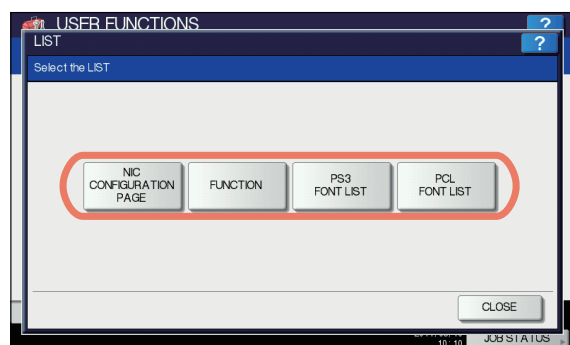 USER FUNCTIONS
?
LIST
?
Select the LIST
NIC
CONFIGURATION
PAGE
FUNCTION
PS3
FONT LIST
PCL
FONT LIST
CLOSE
10:10
JOB STATUS